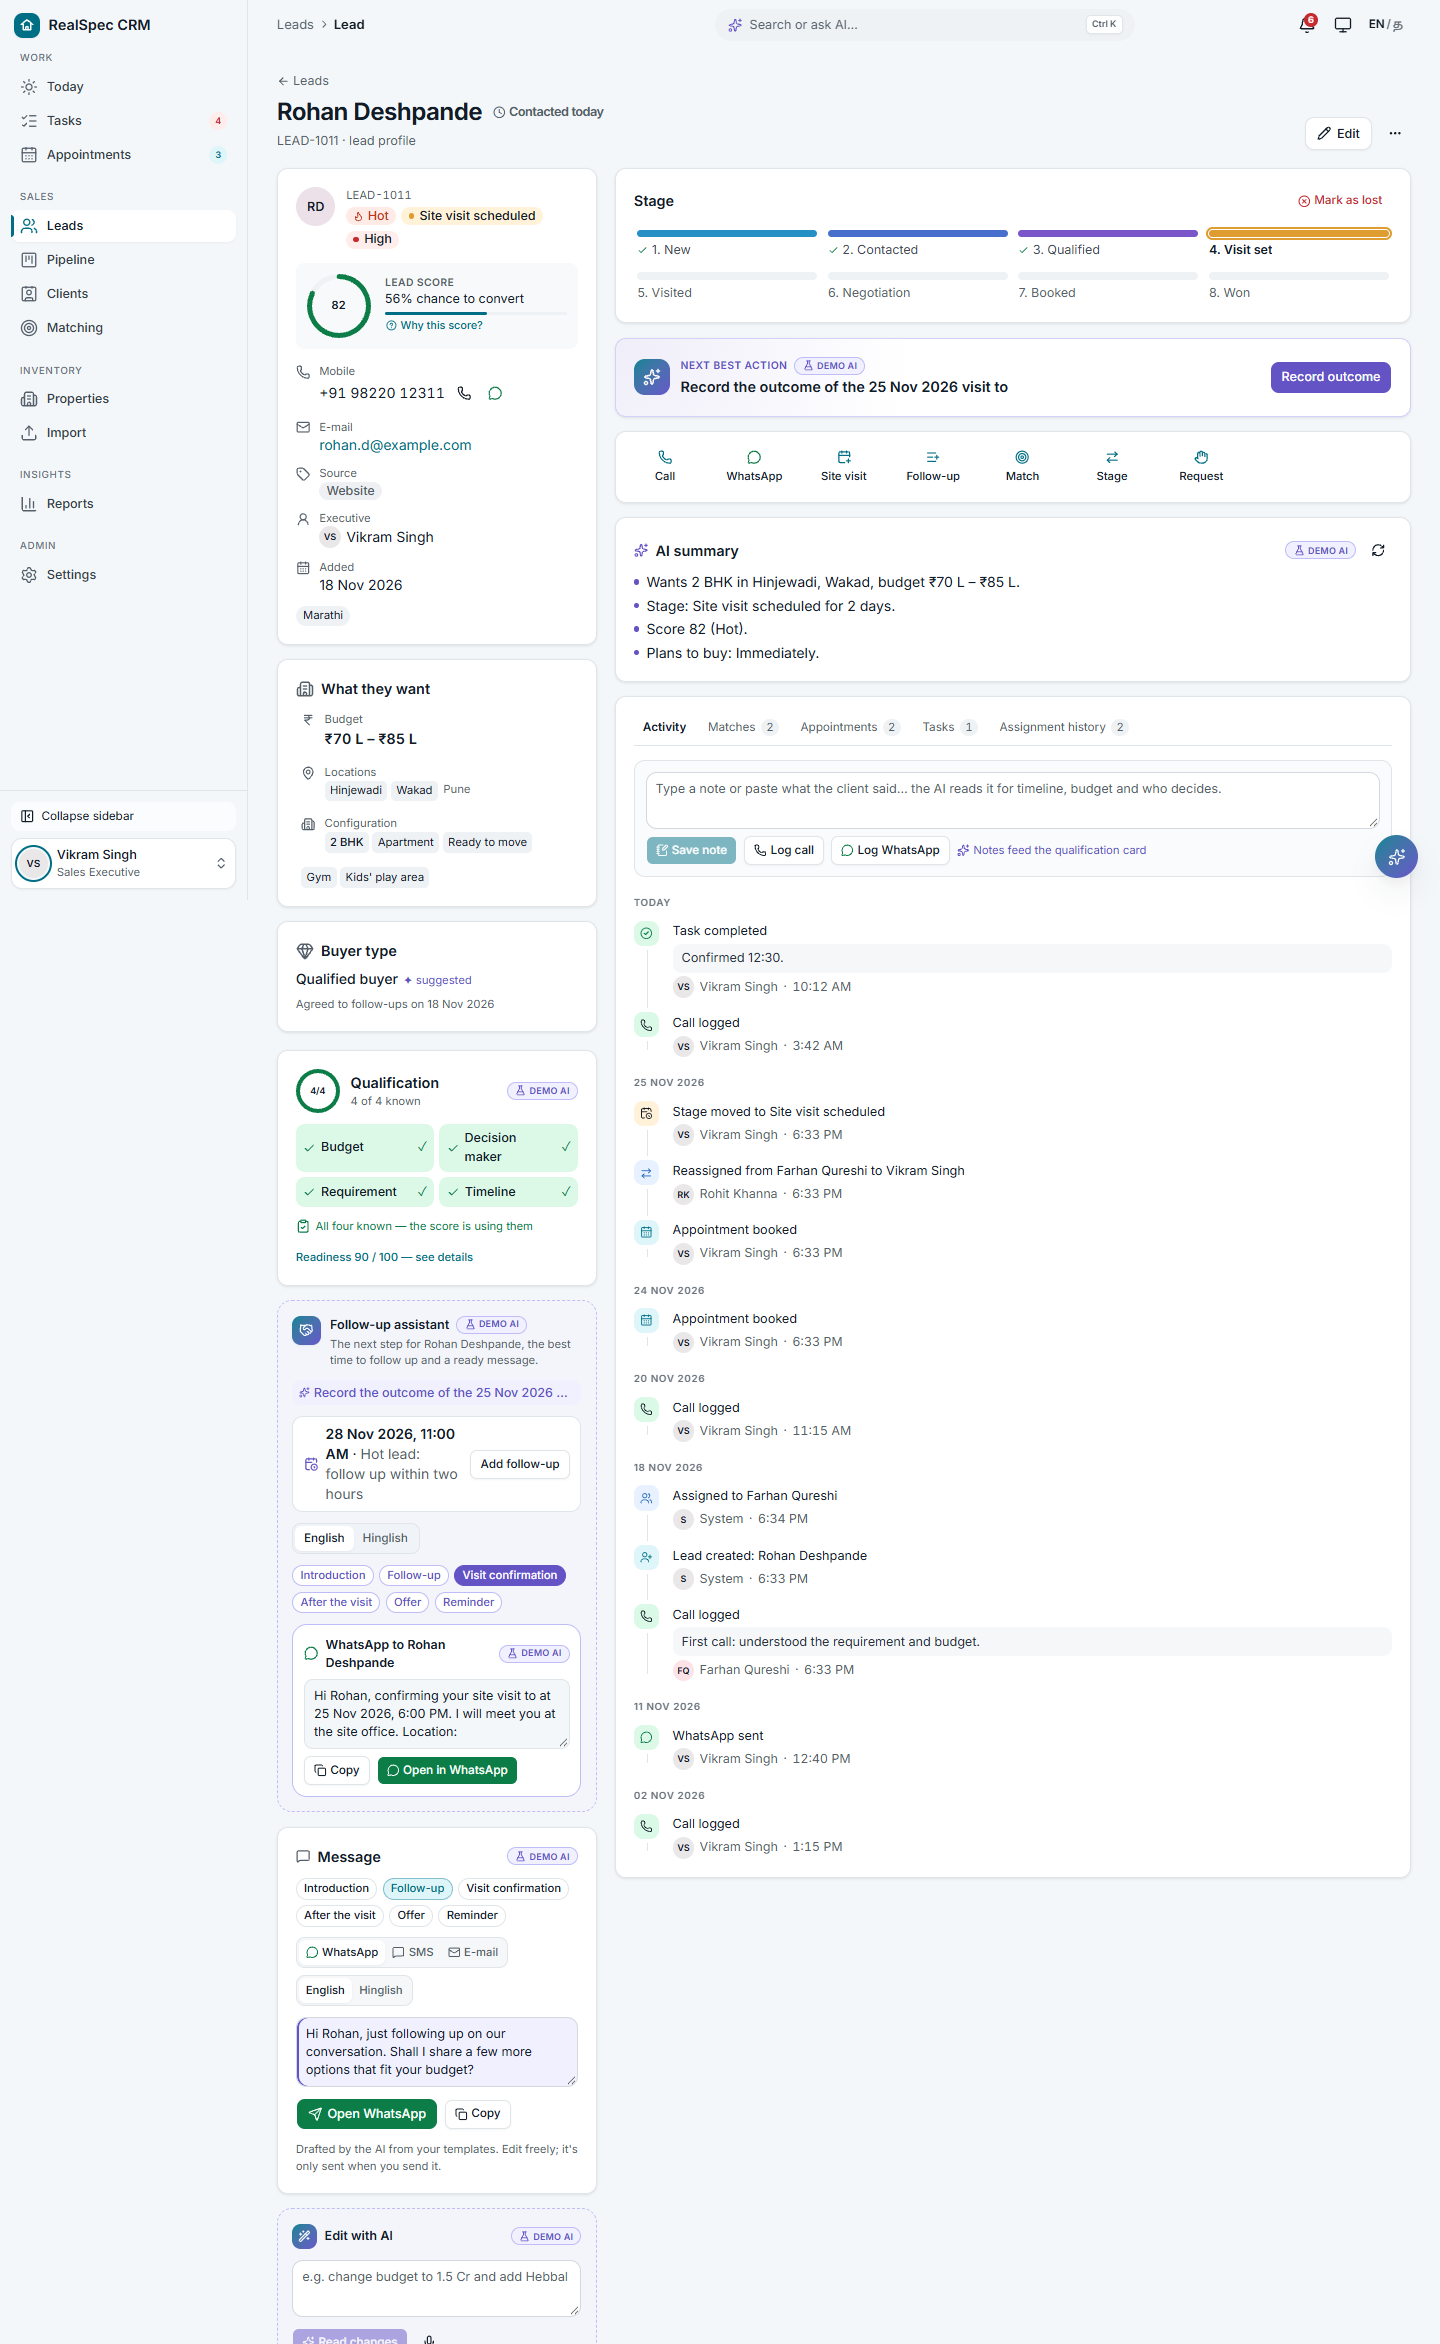 RealSpec CRM
WORK
Today
Tasks 4
Appointments 3
SALES
Leads
Pipeline
Clients
Matching
INVENTORY
Properties
Import
INSIGHTS
Reports
ADMIN
Settings
Collapse sidebar
VS
Vikram Singh
Sales Executive
Leads > Lead
Search or ask AI...
Ctrl K
6
EN / த
← Leads
Rohan Deshpande
Contacted today
LEAD-1011 · lead profile
Edit
RD
LEAD-1011
Hot
Site visit scheduled
High
82
LEAD SCORE
56% chance to convert
Why this score?
Mobile
+91 98220 12311
E-mail
rohan.d@example.com
Source
Website
Executive
VS Vikram Singh
Added
18 Nov 2026
Marathi
What they want
Budget
₹70 L – ₹85 L
Locations
Hinjewadi Wakad Pune
Configuration
2 BHK Apartment Ready to move
Gym Kids' play area
Buyer type
Qualified buyer suggested
Agreed to follow-ups on 18 Nov 2026
4/4
Qualification
4 of 4 known
DEMO AI
✓ Budget ✓
✓ Decision maker ✓
✓ Requirement ✓
✓ Timeline ✓
All four known — the score is using them
Readiness 90 / 100 — see details
Follow-up assistant DEMO AI
The next step for Rohan Deshpande, the best
time to follow up and a ready message.
Record the outcome of the 25 Nov 2026 ...
28 Nov 2026, 11:00
AM · Hot lead:
follow up within two
hours
Add follow-up
English Hinglish
Introduction Follow-up Visit confirmation
After the visit Offer Reminder
WhatsApp to Rohan
Deshpande
DEMO AI
Hi Rohan, confirming your site visit to at
25 Nov 2026, 6:00 PM. I will meet you at
the site office. Location:
Copy
Open in WhatsApp
Message DEMO AI
Introduction Follow-up Visit confirmation
After the visit Offer Reminder
WhatsApp SMS E-mail
English Hinglish
Hi Rohan, just following up on our
conversation. Shall I share a few more
options that fit your budget?
Open WhatsApp
Copy
Drafted by the AI from your templates. Edit freely; it's
only sent when you send it.
Edit with AI DEMO AI
e.g. change budget to 1.5 Cr and add Hebbal
Read changes
Stage
Mark as lost
✓ 1. New
✓ 2. Contacted
✓ 3. Qualified
4. Visit set
5. Visited
6. Negotiation
7. Booked
8. Won
NEXT BEST ACTION DEMO AI
Record the outcome of the 25 Nov 2026 visit to
Record outcome
Call
WhatsApp
Site visit
Follow-up
Match
Stage
Request
AI summary
DEMO AI
• Wants 2 BHK in Hinjewadi, Wakad, budget ₹70 L – ₹85 L.
• Stage: Site visit scheduled for 2 days.
• Score 82 (Hot).
• Plans to buy: Immediately.
Activity
Matches 2
Appointments 2
Tasks 1
Assignment history 2
Type a note or paste what the client said... the AI reads it for timeline, budget and who decides.
Save note
Log call
Log WhatsApp
Notes feed the qualification card
TODAY
Task completed
Confirmed 12:30.
VS Vikram Singh · 10:12 AM
Call logged
VS Vikram Singh · 3:42 AM
25 NOV 2026
Stage moved to Site visit scheduled
VS Vikram Singh · 6:33 PM
Reassigned from Farhan Qureshi to Vikram Singh
RK Rohit Khanna · 6:33 PM
Appointment booked
VS Vikram Singh · 6:33 PM
24 NOV 2026
Appointment booked
VS Vikram Singh · 6:33 PM
20 NOV 2026
Call logged
VS Vikram Singh · 11:15 AM
18 NOV 2026
Assigned to Farhan Qureshi
S System · 6:34 PM
Lead created: Rohan Deshpande
S System · 6:33 PM
Call logged
First call: understood the requirement and budget.
FQ Farhan Qureshi · 6:33 PM
11 NOV 2026
WhatsApp sent
VS Vikram Singh · 12:40 PM
02 NOV 2026
Call logged
VS Vikram Singh · 1:15 PM